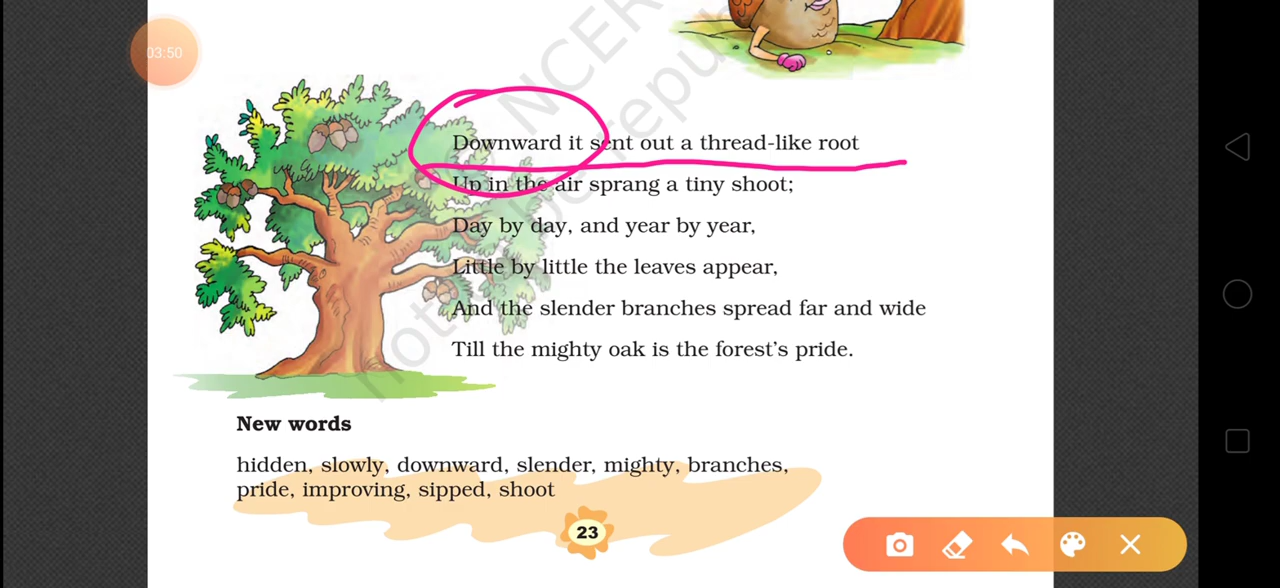 03:50
Downward it sent out a thread-like root
Up in the air sprang a tiny shoot;
Day by day, and year by year,
Little by little the leaves appear,
And the slender branches spread far and wide
Till the mighty oak is the forest's pride.
New words
hidden, slowly, downward, slender, mighty, branches,
pride, improving, sipped, shoot
23